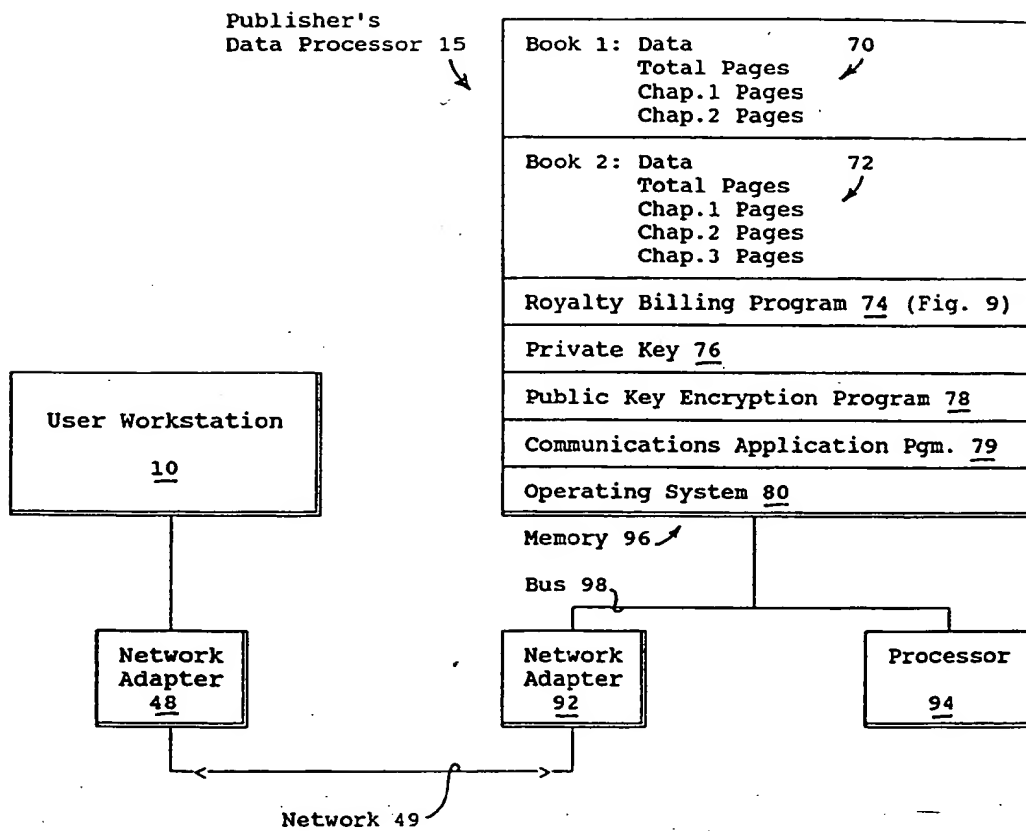 Publisher's
Data Processor 15
Book 1: Data 70
Total Pages
Chap.1 Pages
Chap.2 Pages
Book 2: Data 72
Total Pages
Chap.1 Pages
Chap.2 Pages
Chap.3 Pages
Royalty Billing Program 74 (Fig. 9)
Private Key 76
Public Key Encryption Program 78
Communications Application Pgm. 79
Operating System 80
Memory 96
Bus 98
User Workstation
10
Network
Adapter
48
Network
Adapter
92
Processor
94
Network 49